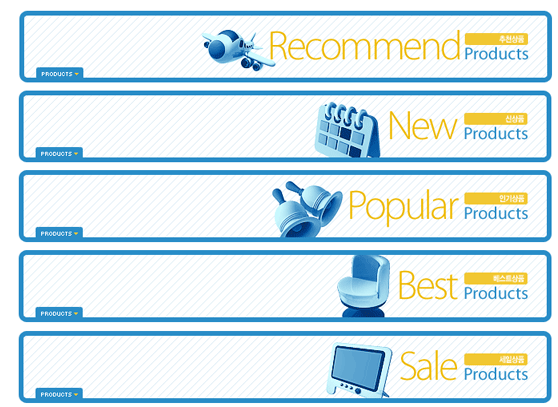 Recommend
추천상품
Products
PRODUCTS
New
신상품
Products
PRODUCTS
Popular
인기상품
Products
PRODUCTS
Best
베스트상품
Products
PRODUCTS
Sale
세일상품
Products
PRODUCTS